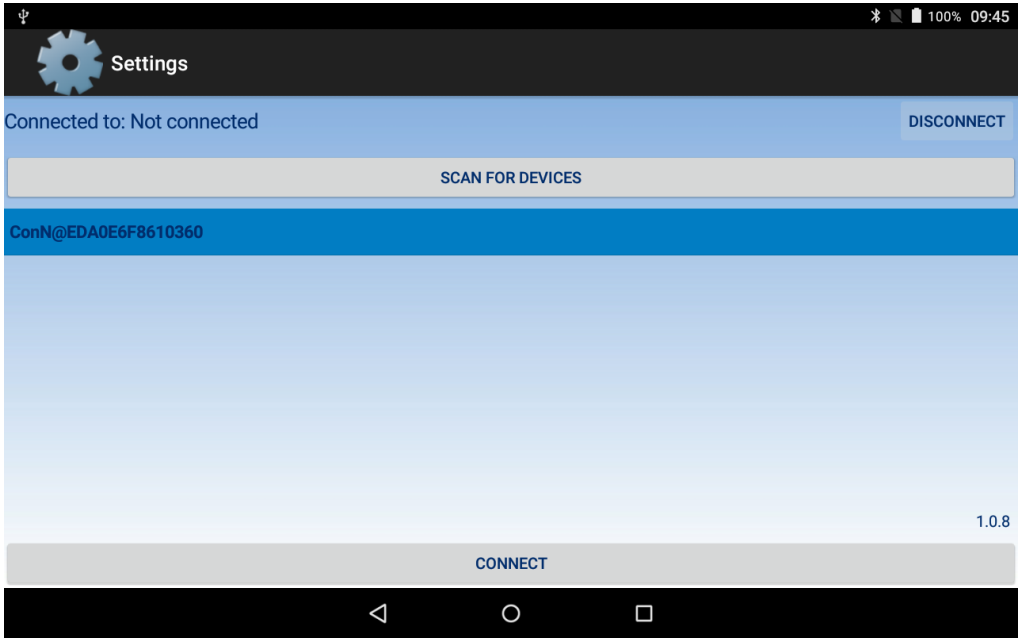 100% 09:45
Settings
Connected to: Not connected
DISCONNECT
SCAN FOR DEVICES
ConN@EDA0E6F8610360
1.0.8
CONNECT